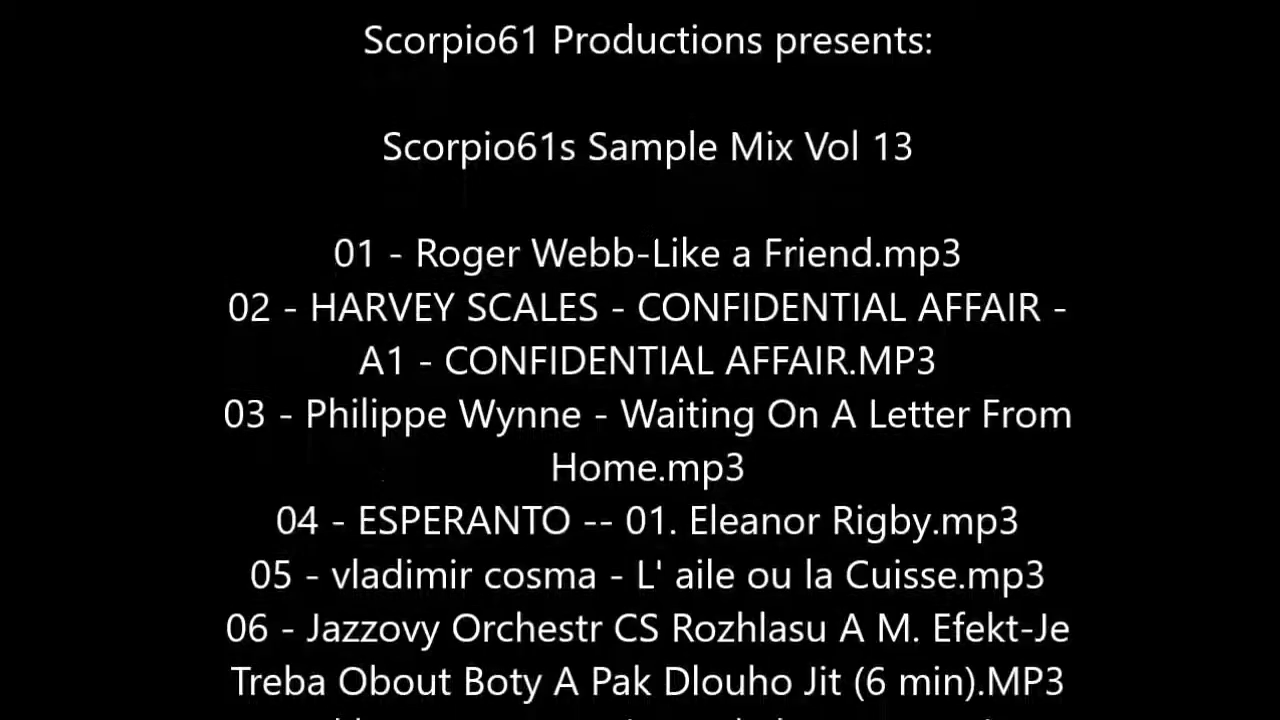 Scorpio61 Productions presents:
Scorpio61s Sample Mix Vol 13
01 - Roger Webb-Like a Friend.mp3
02 - HARVEY SCALES - CONFIDENTIAL AFFAIR -
A1 - CONFIDENTIAL AFFAIR.MP3
03 - Philippe Wynne - Waiting On A Letter From
Home.mp3
04 - ESPERANTO -- 01. Eleanor Rigby.mp3
05 - vladimir cosma - L' aile ou la Cuisse.mp3
06 - Jazzovy Orchestr CS Rozhlasu A M. Efekt-Je
Treba Obout Boty A Pak Dlouho Jit (6 min).MP3